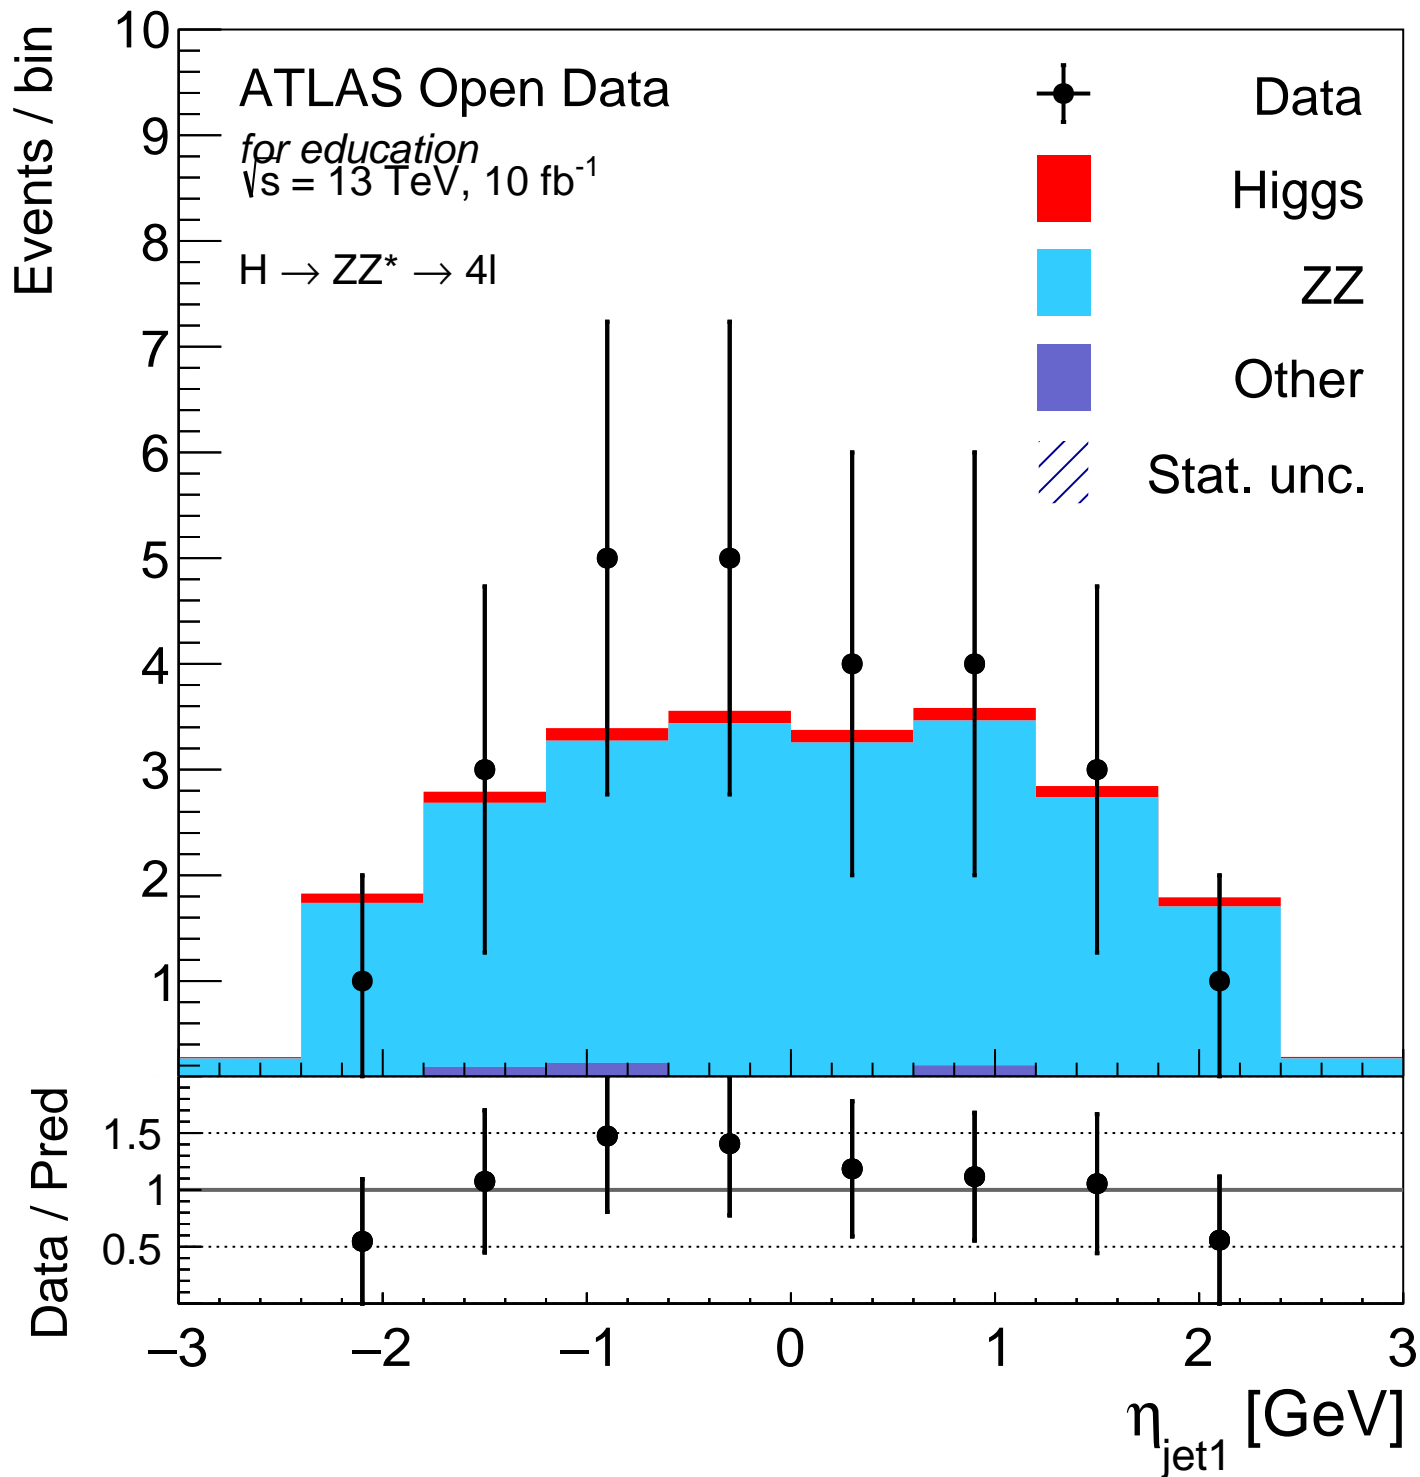 Events / bin
10
9
8
7
6
5
4
3
2
1
ATLAS Open Data
for education
√s = 13 TeV, 10 fb⁻¹
H → ZZ* → 4l
Data
Higgs
ZZ
Other
Stat. unc.
Data / Pred
1.5
1
0.5
−3 −2 −1 0 1 2 3
η_jet1 [GeV]